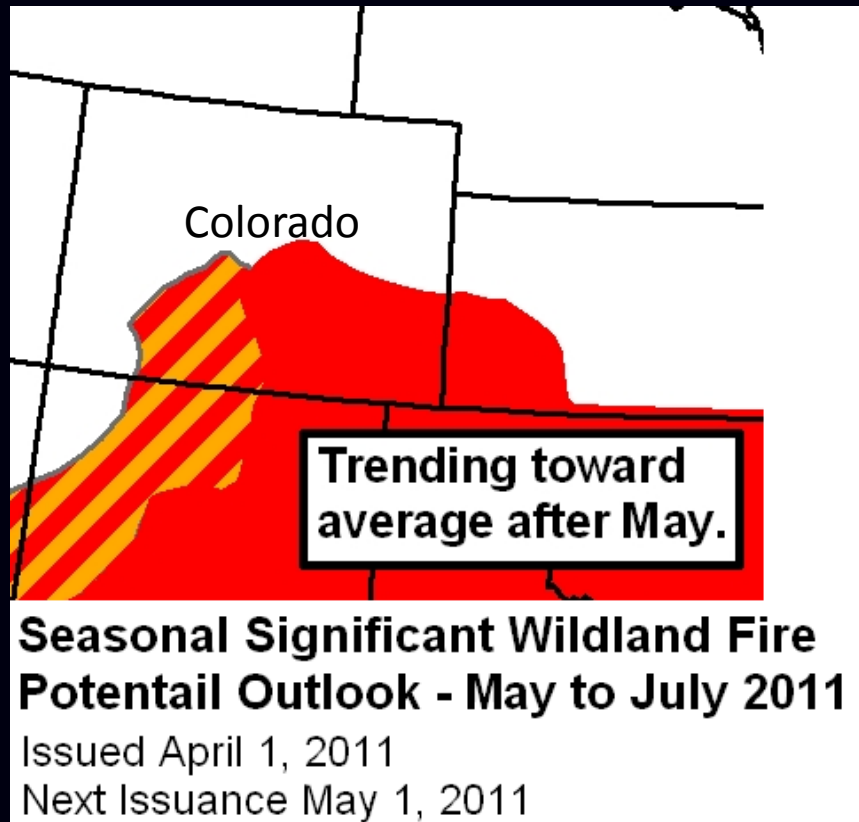 Colorado
Trending toward
average after May.
Seasonal Significant Wildland Fire
Potentail Outlook - May to July 2011
Issued April 1, 2011
Next Issuance May 1, 2011